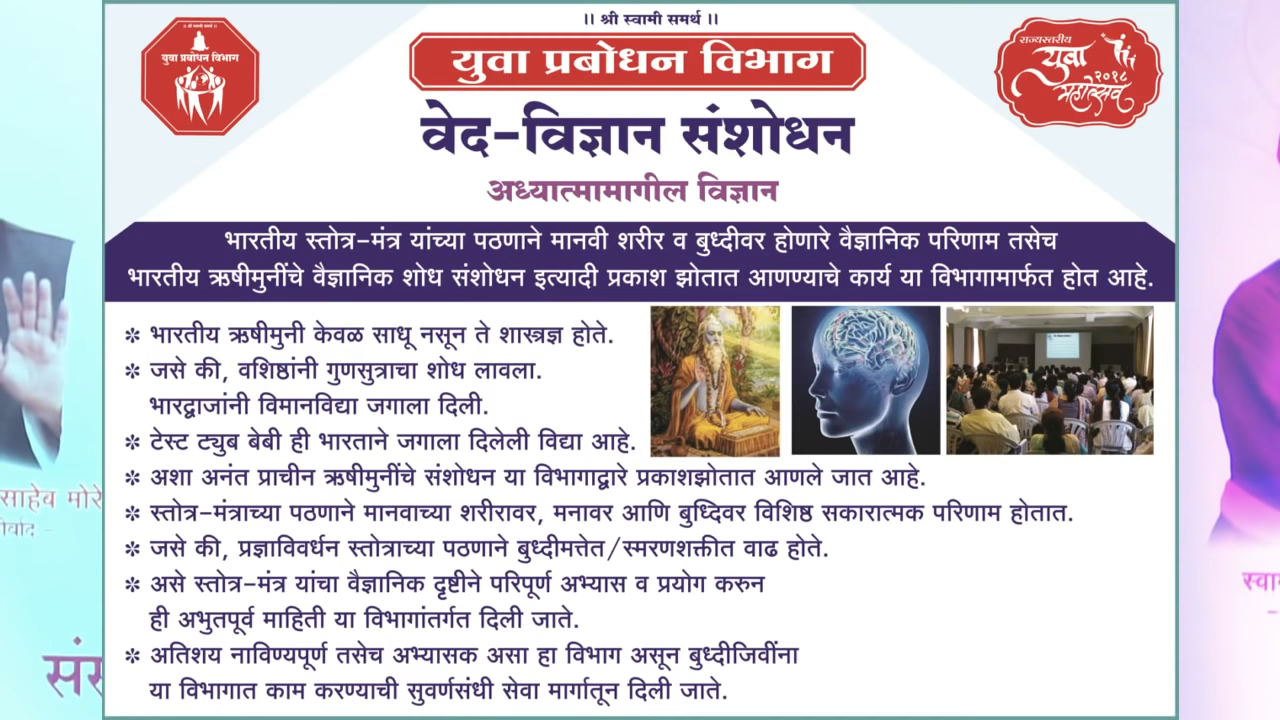 ।। श्री स्वामी समर्थ ।।
।। श्री स्वामी समर्थ ।।
युवा प्रबोधन विभाग
युवा प्रबोधन विभाग
राज्यस्तरीय
युवा
२०१८
महोत्सव
वेद-विज्ञान संशोधन
अध्यात्मामागील विज्ञान
भारतीय स्तोत्र-मंत्र यांच्या पठणाने मानवी शरीर व बुध्दीवर होणारे वैज्ञानिक परिणाम तसेच
भारतीय ऋषीमुनींचे वैज्ञानिक शोध संशोधन इत्यादी प्रकाश झोतात आणण्याचे कार्य या विभागामार्फत होत आहे.
* भारतीय ऋषीमुनी केवळ साधू नसून ते शास्त्रज्ञ होते.
* जसे की, वशिष्ठांनी गुणसुत्राचा शोध लावला.
भारद्वाजांनी विमानविद्या जगाला दिली.
* टेस्ट ट्युब बेबी ही भारताने जगाला दिलेली विद्या आहे.
* अशा अनंत प्राचीन ऋषीमुनींचे संशोधन या विभागाद्वारे प्रकाशझोतात आणले जात आहे.
* स्तोत्र-मंत्राच्या पठणाने मानवाच्या शरीरावर, मनावर आणि बुध्दिवर विशिष्ठ सकारात्मक परिणाम होतात.
* जसे की, प्रज्ञाविवर्धन स्तोत्राच्या पठणाने बुध्दीमत्तेत/स्मरणशक्तीत वाढ होते.
* असे स्तोत्र-मंत्र यांचा वैज्ञानिक दृष्टीने परिपूर्ण अभ्यास व प्रयोग करुन
ही अभुतपूर्व माहिती या विभागांतर्गत दिली जाते.
* अतिशय नाविण्यपूर्ण तसेच अभ्यासक असा हा विभाग असून बुध्दीजिवींना
या विभागात काम करण्याची सुवर्णसंधी सेवा मार्गातून दिली जाते.
साहेब मोरे
र्वाद -
संस
स्वा